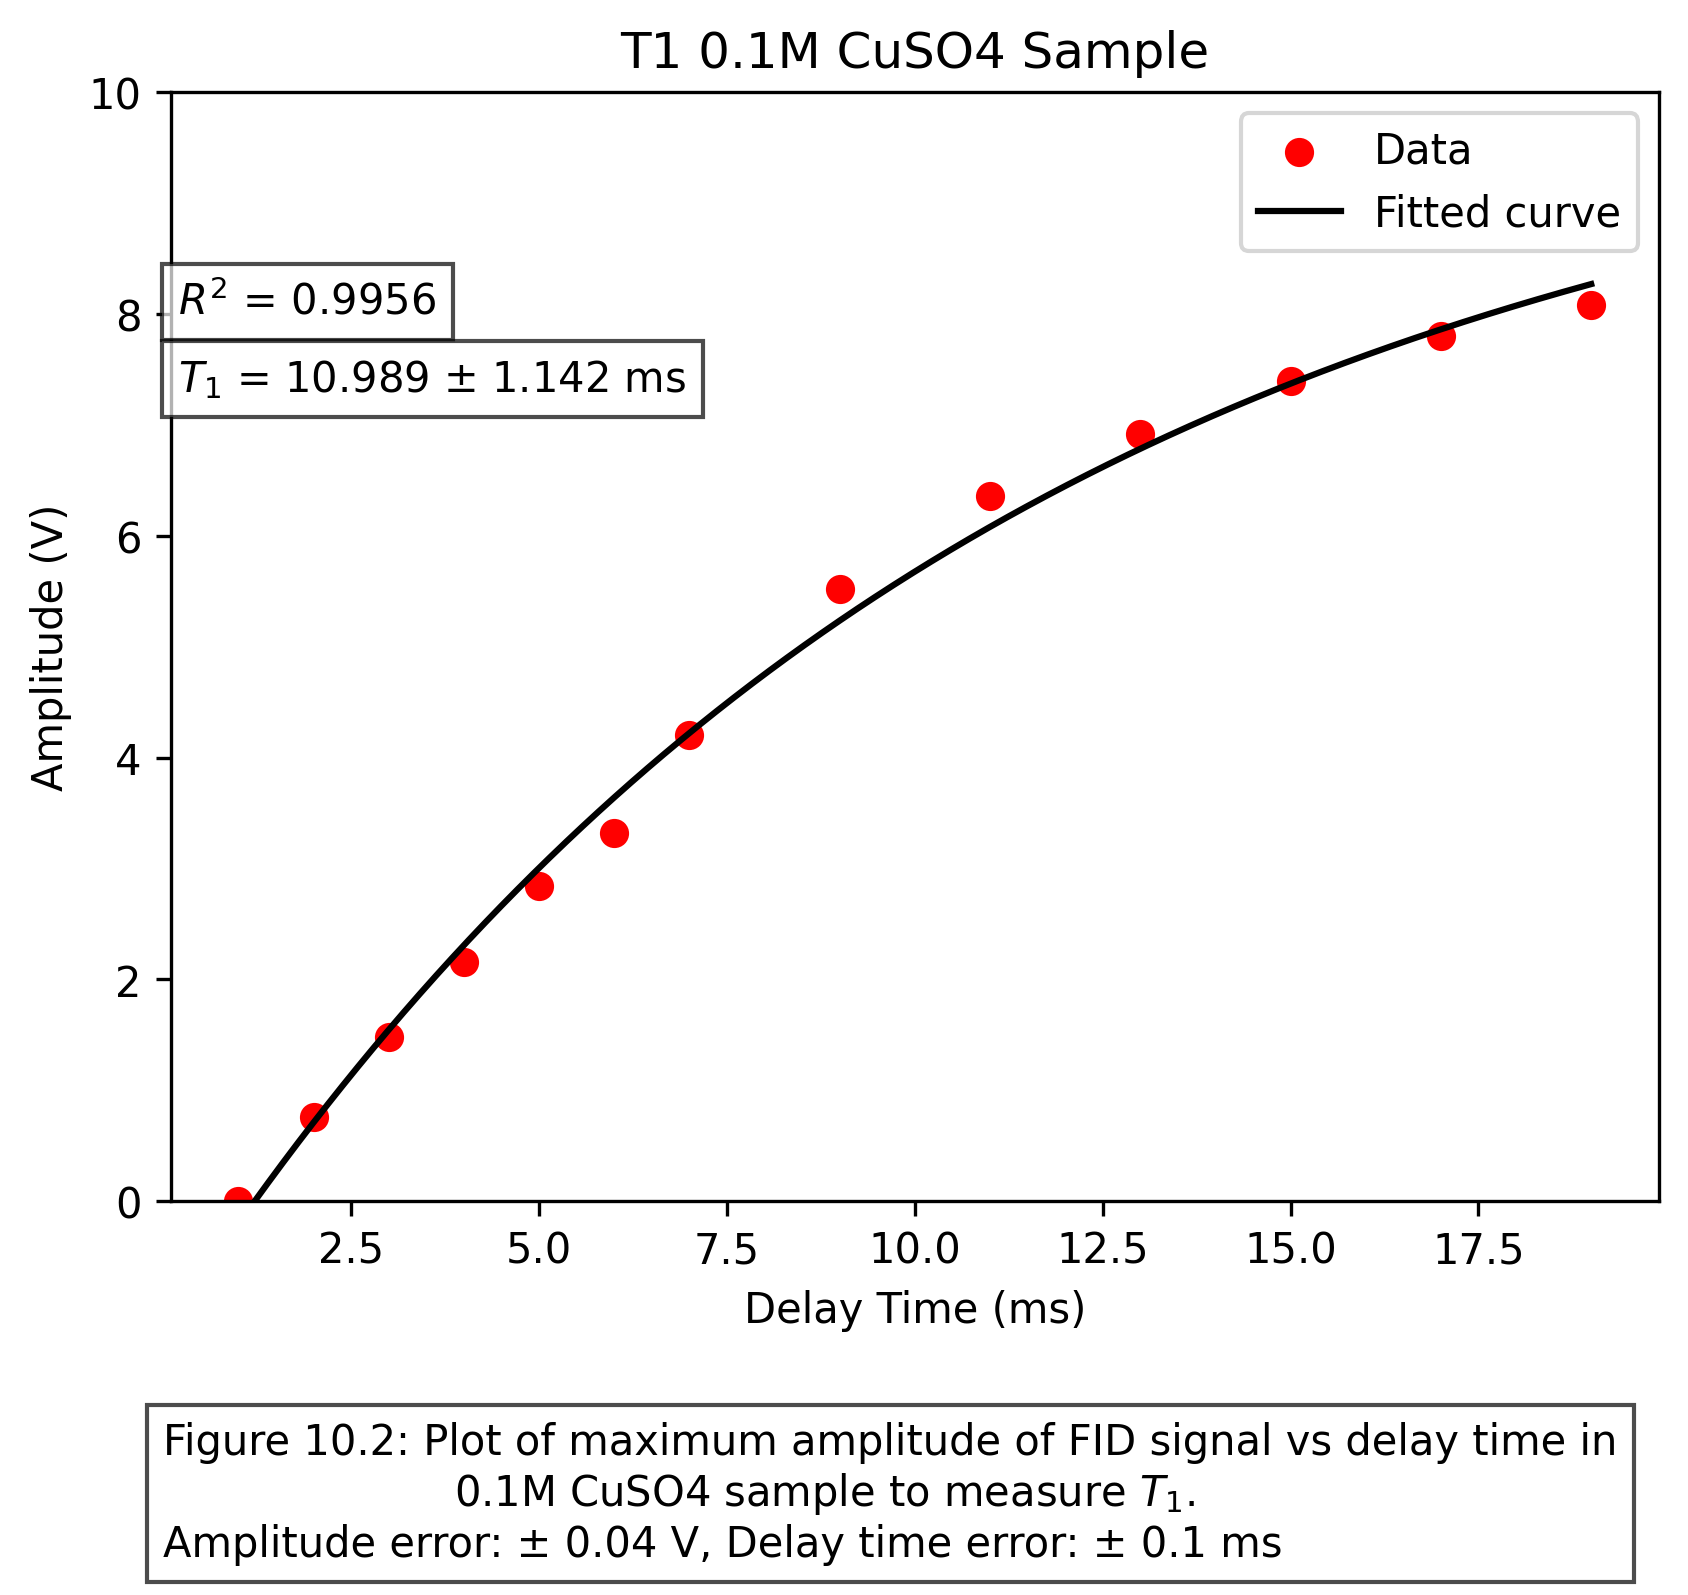 T1 0.1M CuSO4 Sample
10
Data
Fitted curve
R² = 0.9956
8
T₁ = 10.989 ± 1.142 ms
6
Amplitude (V)
4
2
0
2.5 5.0 7.5 10.0 12.5 15.0 17.5
Delay Time (ms)
Figure 10.2: Plot of maximum amplitude of FID signal vs delay time in
0.1M CuSO4 sample to measure T₁.
Amplitude error: ± 0.04 V, Delay time error: ± 0.1 ms